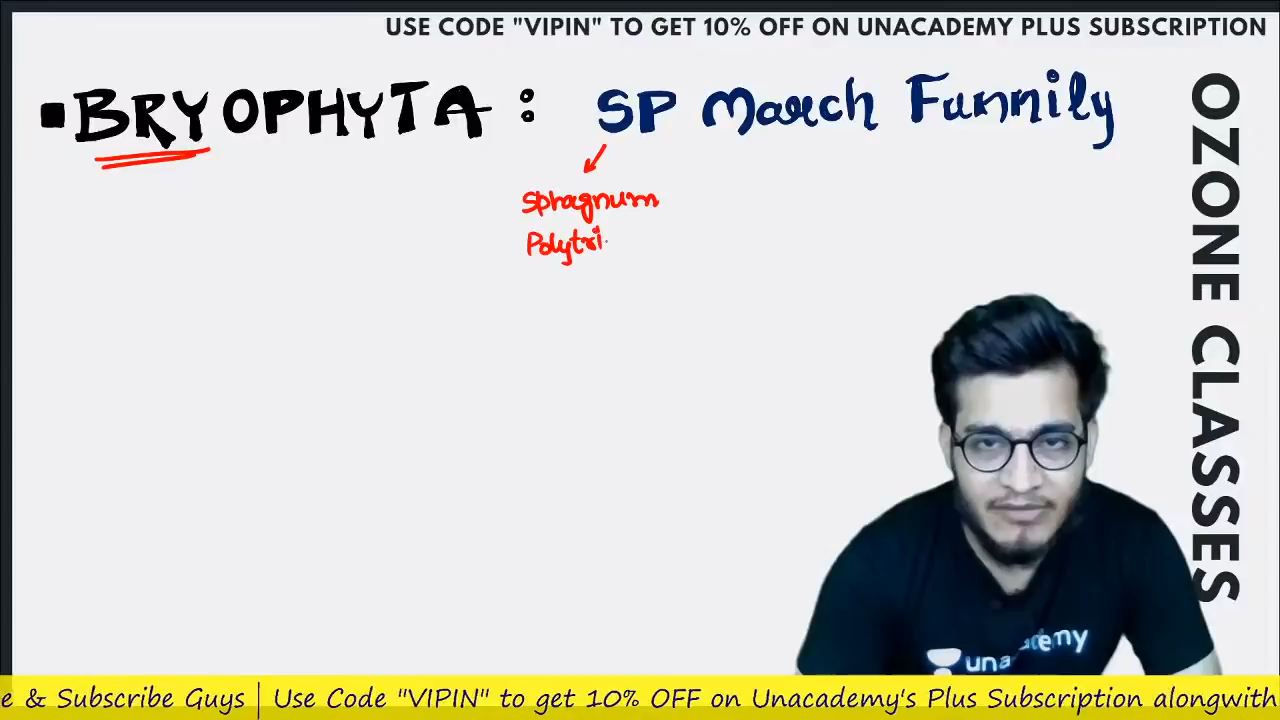 USE CODE "VIPIN" TO GET 10% OFF ON UNACADEMY PLUS SUBSCRIPTION
BRYOPHYTA : SP March Funnily
Sphagnum
Polytri
OZONE CLASSES
unacademy
e & Subscribe Guys | Use Code "VIPIN" to get 10% OFF on Unacademy's Plus Subscription alongwith